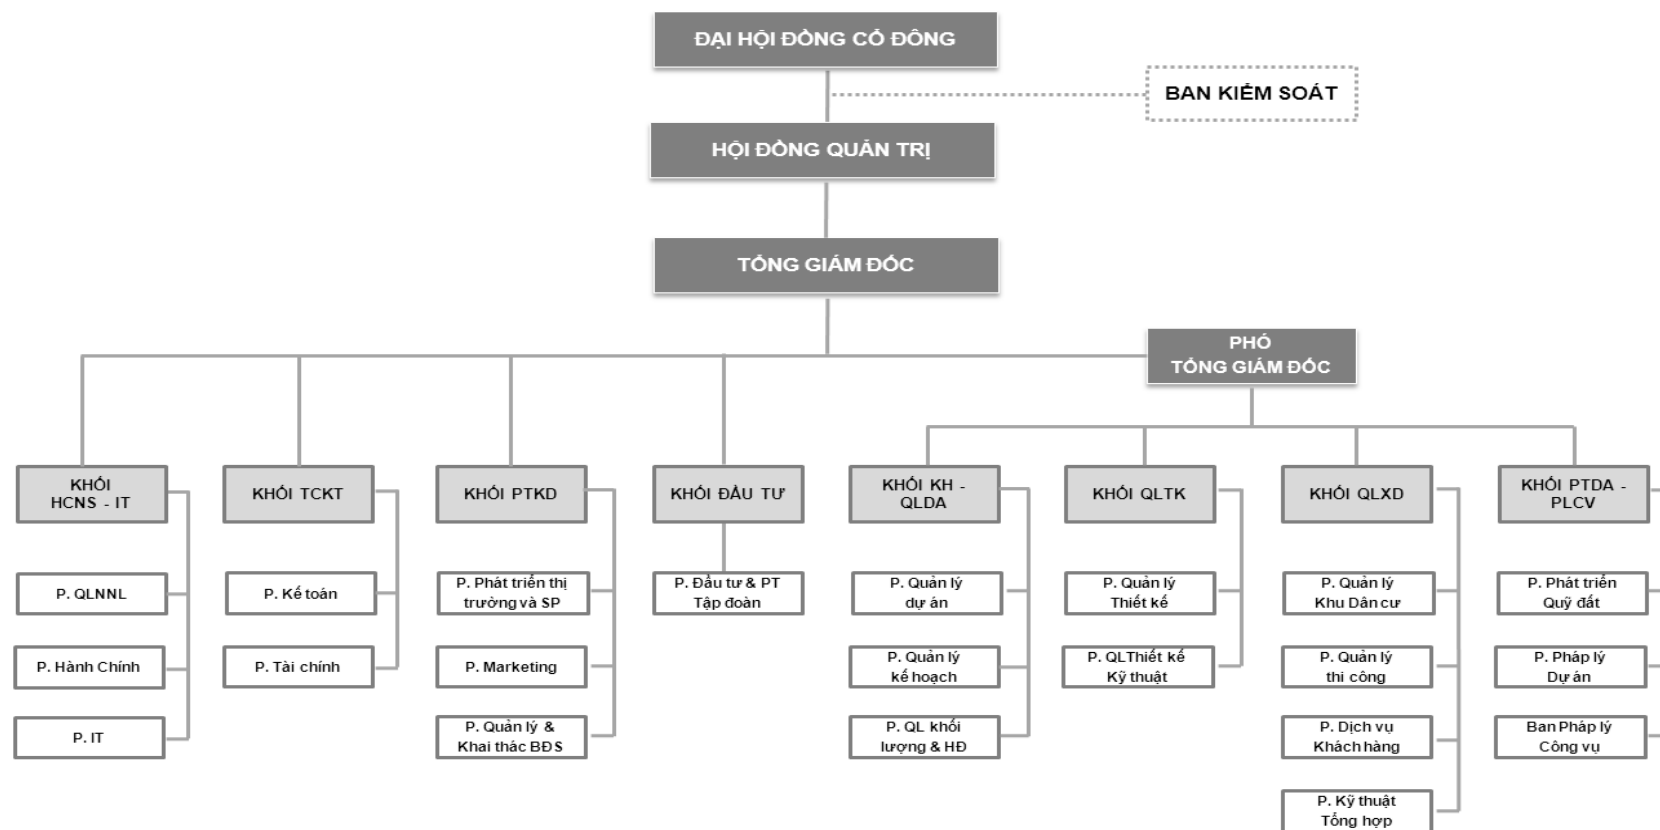 ĐẠI HỘI ĐỒNG CỔ ĐÔNG
BAN KIỂM SOÁT
HỘI ĐỒNG QUẢN TRỊ
TỔNG GIÁM ĐỐC
PHÓ
TỔNG GIÁM ĐỐC
KHỐI
HCNS - IT
KHỐI TCKT
KHỐI PTKD
KHỐI ĐẦU TƯ
KHỐI KH -
QLDA
KHỐI QLTK
KHỐI QLXD
KHỐI PTDA -
PLCV
P. QLNNL
P. Hành Chính
P. IT
P. Kế toán
P. Tài chính
P. Phát triển thị
trường và SP
P. Marketing
P. Quản lý &
Khai thác BĐS
P. Đầu tư & PT
Tập đoàn
P. Quản lý
dự án
P. Quản lý
kế hoạch
P. QL khối
lượng & HĐ
P. Quản lý
Thiết kế
P. QLThiết kế
Kỹ thuật
P. Quản lý
Khu Dân cư
P. Quản lý
thi công
P. Dịch vụ
Khách hàng
P. Kỹ thuật
Tổng hợp
P. Phát triển
Quỹ đất
P. Pháp lý
Dự án
Ban Pháp lý
Công vụ